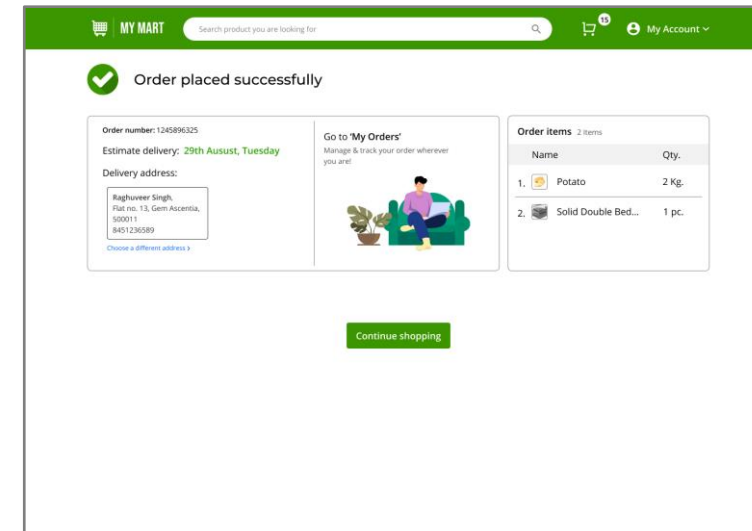 MY MART
Search product you are looking for
15
My Account
Order placed successfully
Order number: 1245896325
Estimate delivery: 29th Ausust, Tuesday
Delivery address:
Raghuveer Singh,
Flat no. 13, Gem Ascentia,
500011
8451236589
Choose a different address >
Go to 'My Orders'
Manage & track your order wherever
you are!
Order items 2 Items
Name Qty.
1. Potato 2 Kg.
2. Solid Double Bed... 1 pc.
Continue shopping